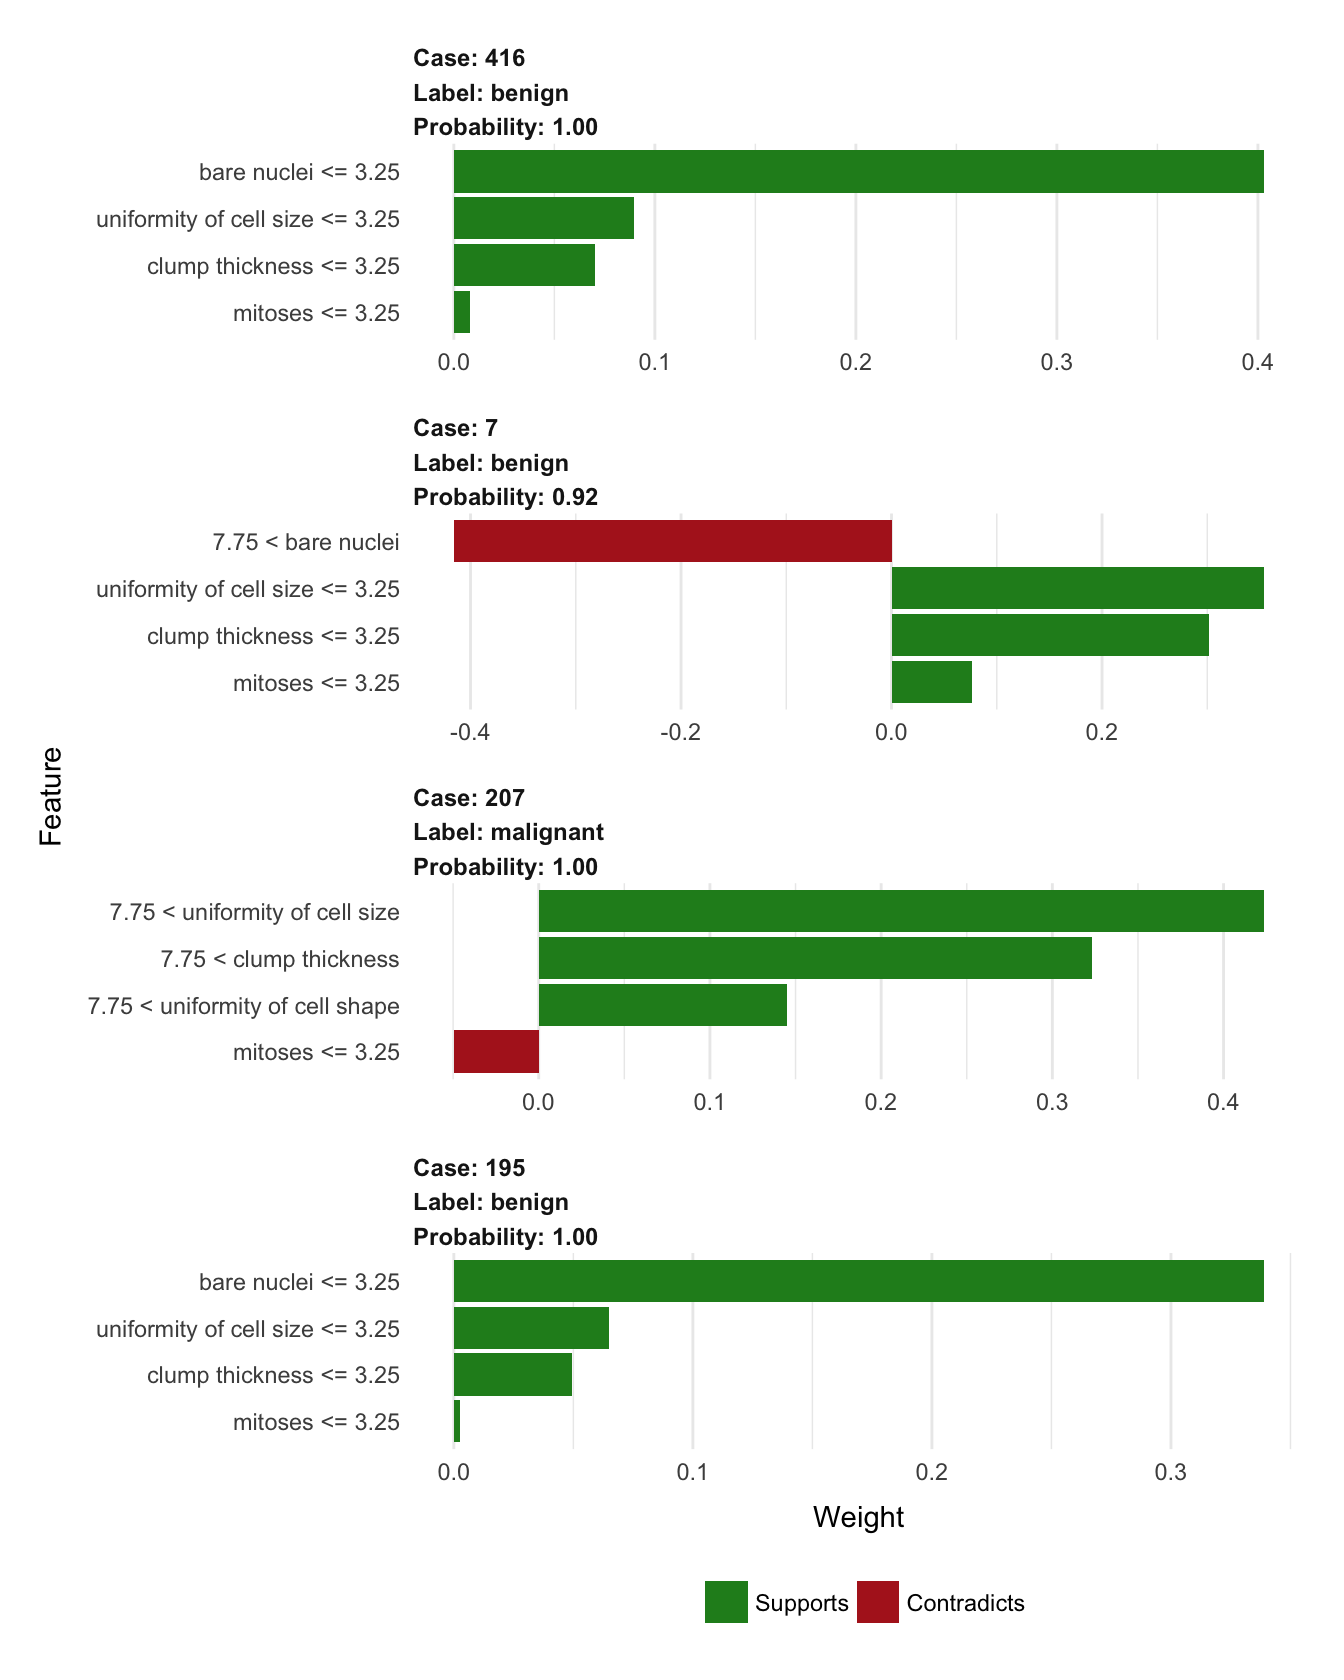 Case: 416
Label: benign
Probability: 1.00
bare nuclei <= 3.25
uniformity of cell size <= 3.25
clump thickness <= 3.25
mitoses <= 3.25
0.0 0.1 0.2 0.3 0.4
Case: 7
Label: benign
Probability: 0.92
7.75 < bare nuclei
uniformity of cell size <= 3.25
clump thickness <= 3.25
mitoses <= 3.25
-0.4 -0.2 0.0 0.2
Feature
Case: 207
Label: malignant
Probability: 1.00
7.75 < uniformity of cell size
7.75 < clump thickness
7.75 < uniformity of cell shape
mitoses <= 3.25
0.0 0.1 0.2 0.3 0.4
Case: 195
Label: benign
Probability: 1.00
bare nuclei <= 3.25
uniformity of cell size <= 3.25
clump thickness <= 3.25
mitoses <= 3.25
0.0 0.1 0.2 0.3
Weight
Supports Contradicts